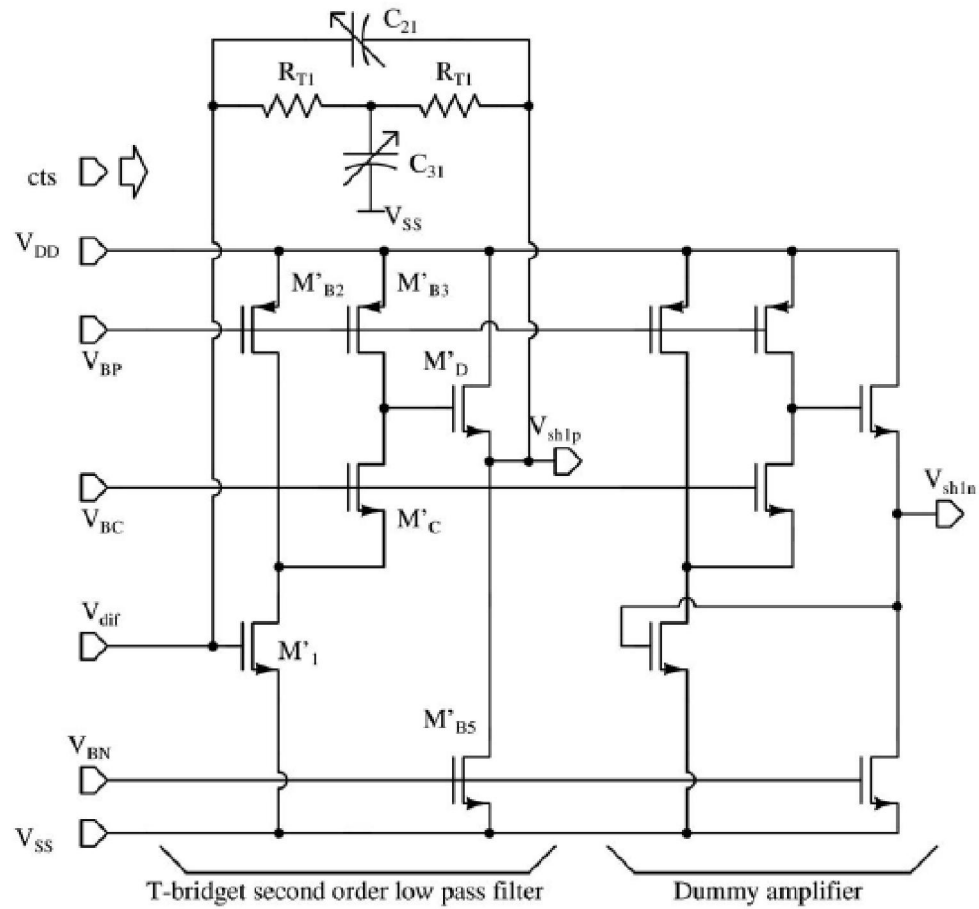 C21
RT1 RT1
cts
C31
VSS
VDD
M'B2 M'B3
VBP
M'D
Vsh1p
VBC
M'C
Vsh1n
Vdif
M'1
M'B5
VBN
VSS
T-bridget second order low pass filter Dummy amplifier